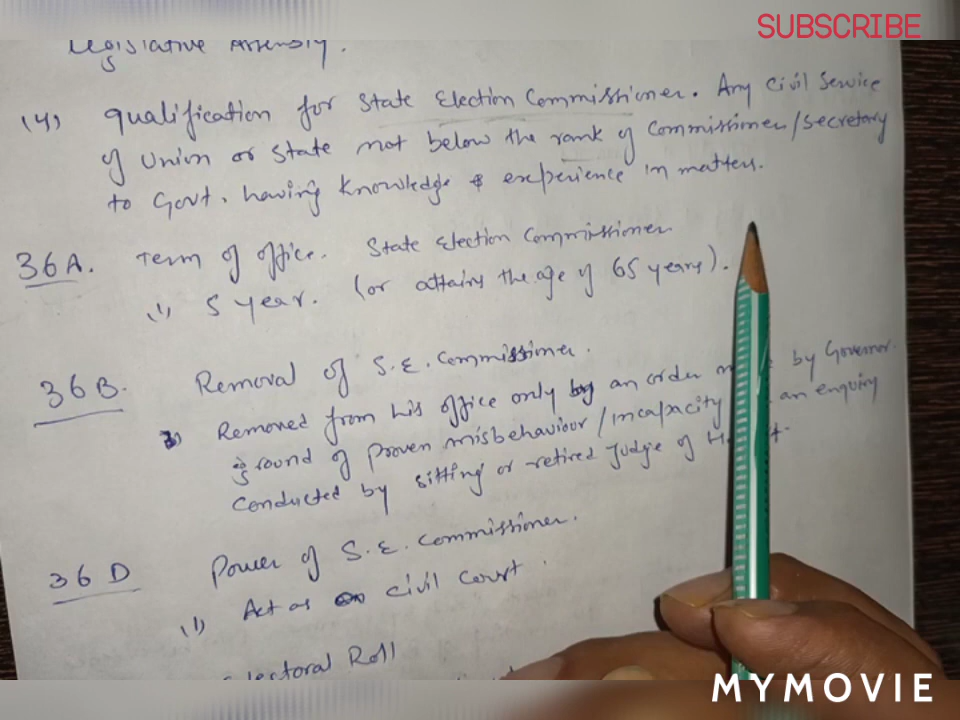 SUBSCRIBE
Legislative Assembly.
(4) Qualification for State Election Commissioner. Any Civil Service
of Union or State not below the rank of Commissioner/Secretary
to Govt. having knowledge & experience in matters.
36A. Term of office. State Election Commissioner
(1) 5 year. (or attains the age of 65 years).
36B. Removal of S.E. Commissioner.
Removed from his office only by an order by Governor.
ground of proven misbehaviour/incapacity an enquiry
conducted by sitting or retired Judge of
36D Power of S.E. Commissioner.
(1) Act as civil court.
Electoral Roll
MYMOVIE